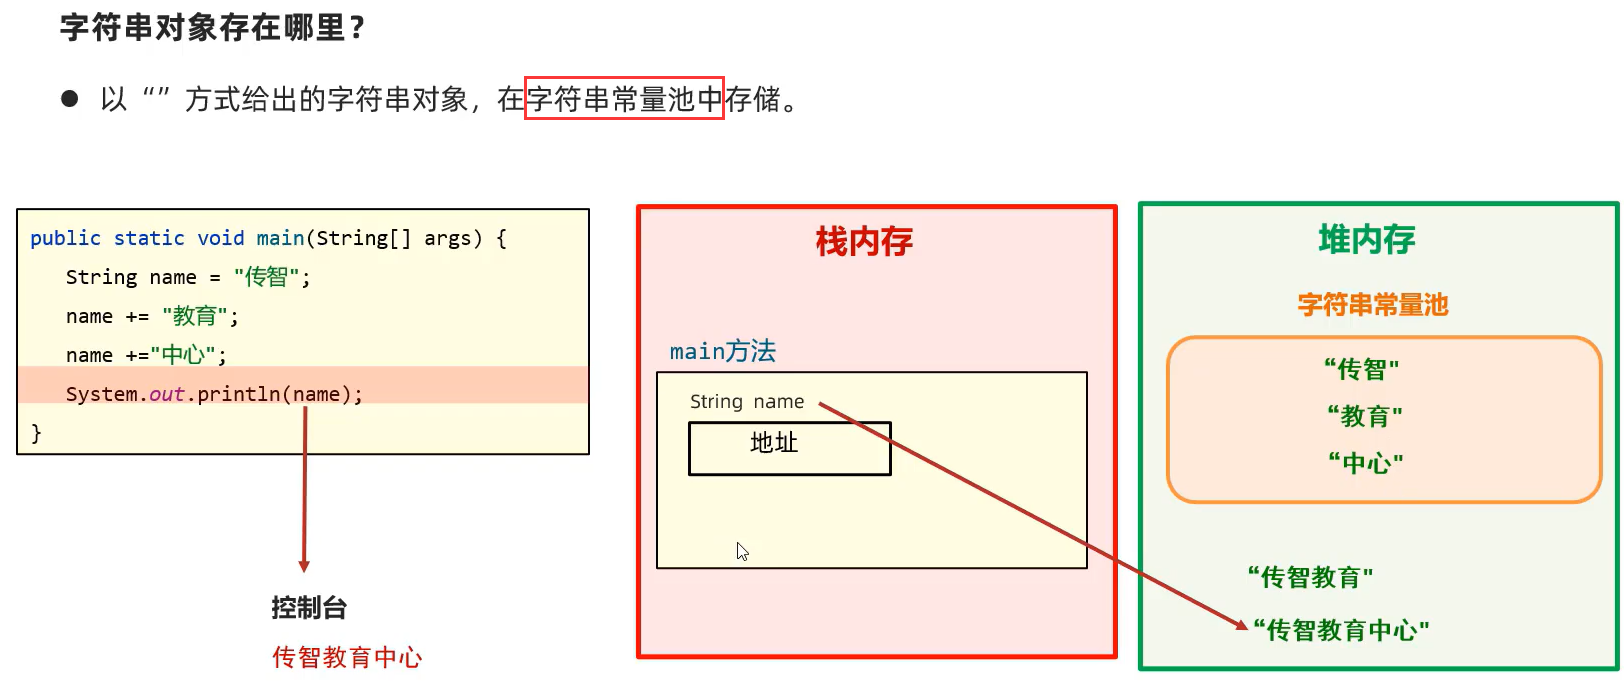 字符串对象存在哪里？
● 以“”方式给出的字符串对象，在字符串常量池中存储。
public static void main(String[] args) {
String name = "传智";
name += "教育";
name +="中心";
System.out.println(name);
}
控制台
传智教育中心
栈内存
main方法
String name
地址
堆内存
字符串常量池
“传智"
“教育"
“中心"
“传智教育"
“传智教育中心"